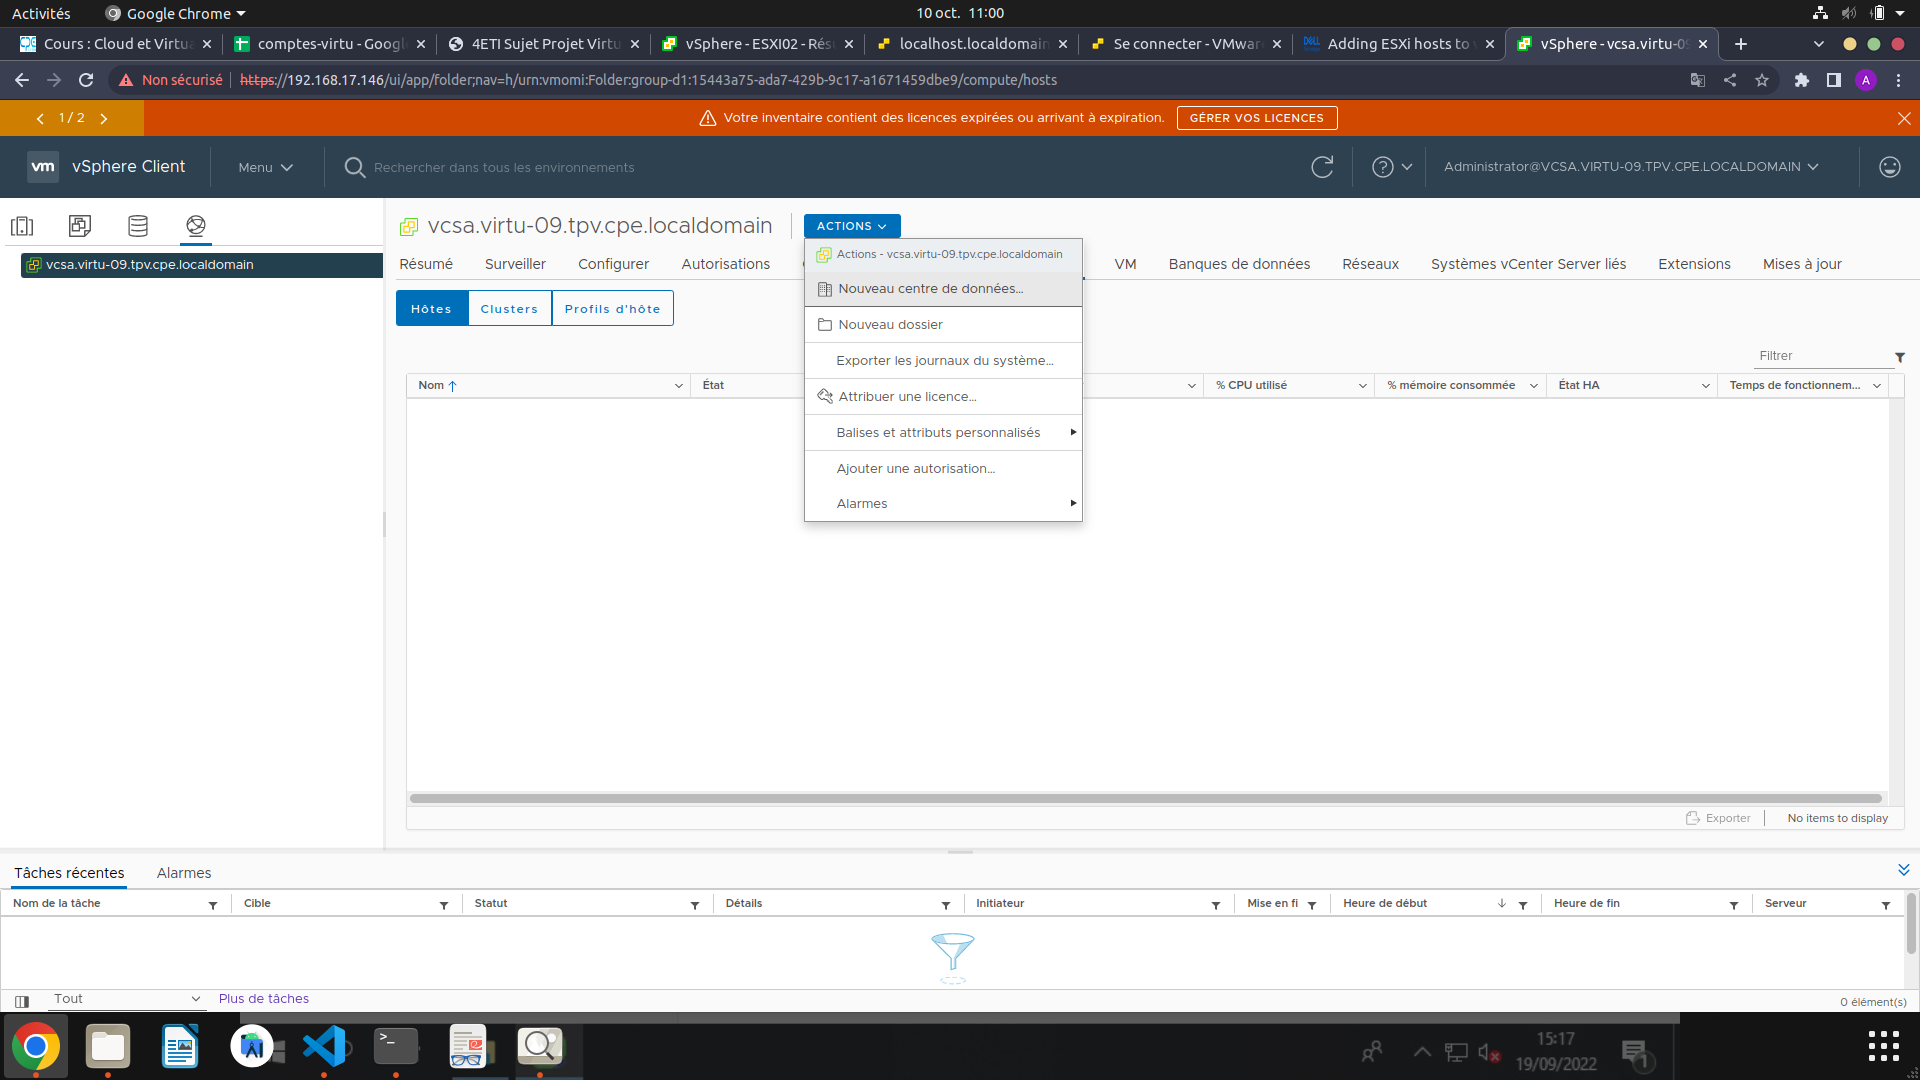 Activités
Google Chrome
10 oct. 11:00
Cours : Cloud et Virtua
comptes-virtu - Google
4ETI Sujet Projet Virtu
vSphere - ESXI02 - Rés
localhost.localdomain
Se connecter - VMwar
DELL
Adding ESXi hosts to v
vSphere - vcsa.virtu-09
Non sécurisé
https://192.168.17.146/ui/app/folder;nav=h/urn:vmomi:Folder:group-d1:15443a75-ada7-429b-9c17-a1671459dbe9/compute/hosts
A
1 / 2
Votre inventaire contient des licences expirées ou arrivant à expiration.
GÉRER VOS LICENCES
vm
vSphere Client
Menu
Rechercher dans tous les environnements
Administrator@VCSA.VIRTU-09.TPV.CPE.LOCALDOMAIN
vcsa.virtu-09.tpv.cpe.localdomain
vcsa.virtu-09.tpv.cpe.localdomain
ACTIONS
Résumé
Surveiller
Configurer
Autorisations
VM
Banques de données
Réseaux
Systèmes vCenter Server liés
Extensions
Mises à jour
Actions - vcsa.virtu-09.tpv.cpe.localdomain
Nouveau centre de données...
Nouveau dossier
Exporter les journaux du système...
Attribuer une licence...
Balises et attributs personnalisés
Ajouter une autorisation...
Alarmes
Hôtes
Clusters
Profils d'hôte
Filtrer
Nom
État
% CPU utilisé
% mémoire consommée
État HA
Temps de fonctionnem...
Exporter
No items to display
Tâches récentes
Alarmes
Nom de la tâche
Cible
Statut
Détails
Initiateur
Mise en fi
Heure de début
Heure de fin
Serveur
Tout
Plus de tâches
0 élément(s)
15:17
19/09/2022
1